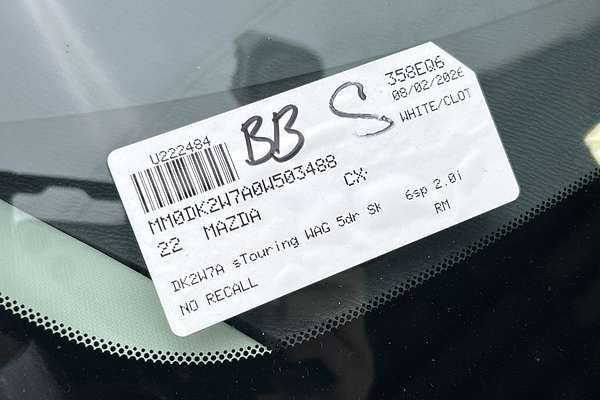 U222484
BB S
358EQ6
08/02/2026
WHITE/CLOT
MM0DK2W7A0W503488
22 MAZDA CX-
DK2W7A sTouring WAG 5dr Sk 6sp 2.0i
NO RECALL RM